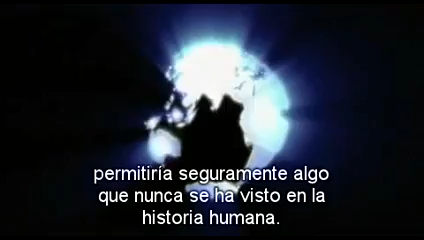 permitiría seguramente algo
que nunca se ha visto en la
historia humana.